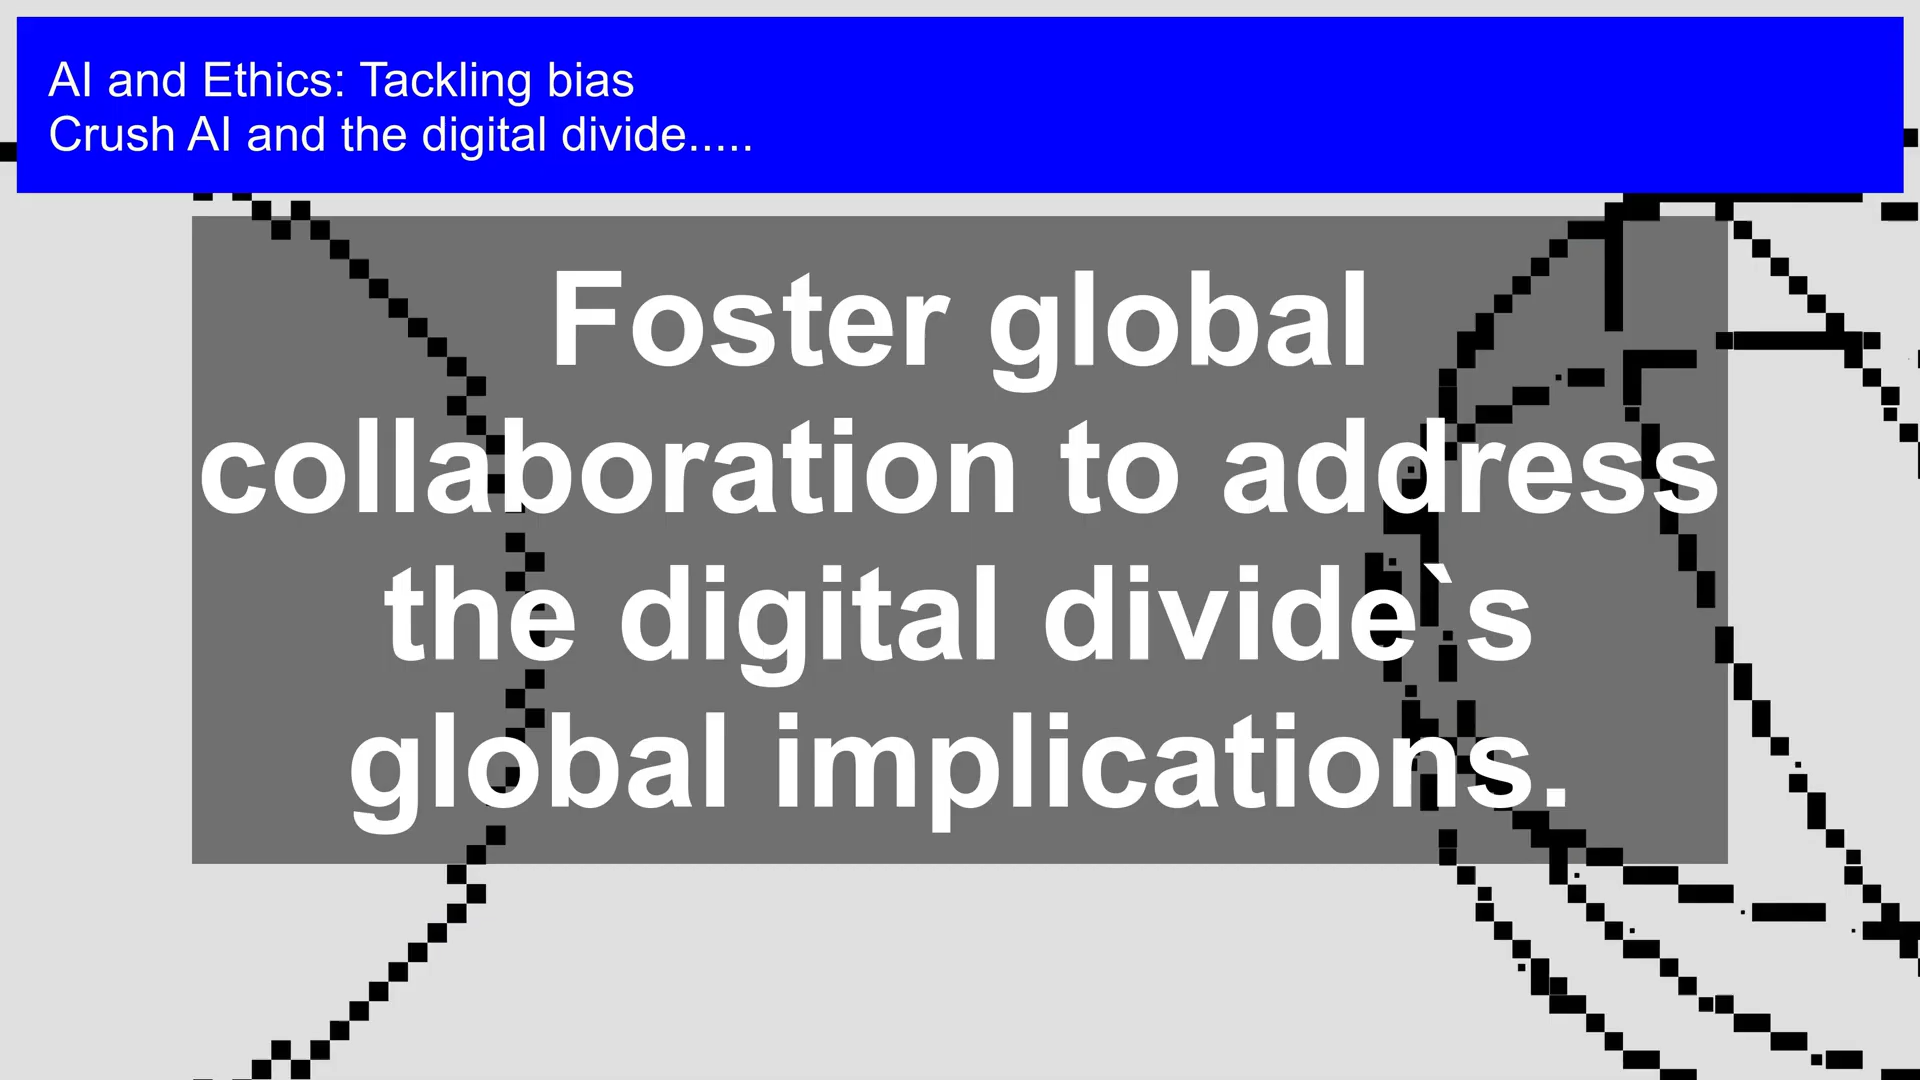 AI and Ethics: Tackling bias
Crush AI and the digital divide.....
Foster global
collaboration to address
the digital divide`s
global implications.